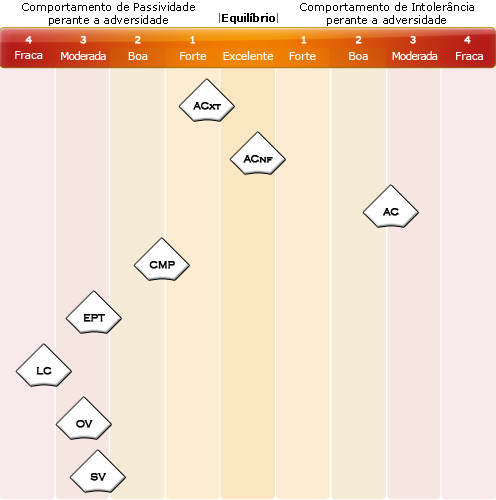 Comportamento de Passividade
perante a adversidade
|Equilíbrio|
Comportamento de Intolerância
perante a adversidade
4 3 2 1 1 2 3 4
Fraca Moderada Boa Forte Excelente Forte Boa Moderada Fraca
ACXT
ACNF
AC
CMP
EPT
LC
OV
SV